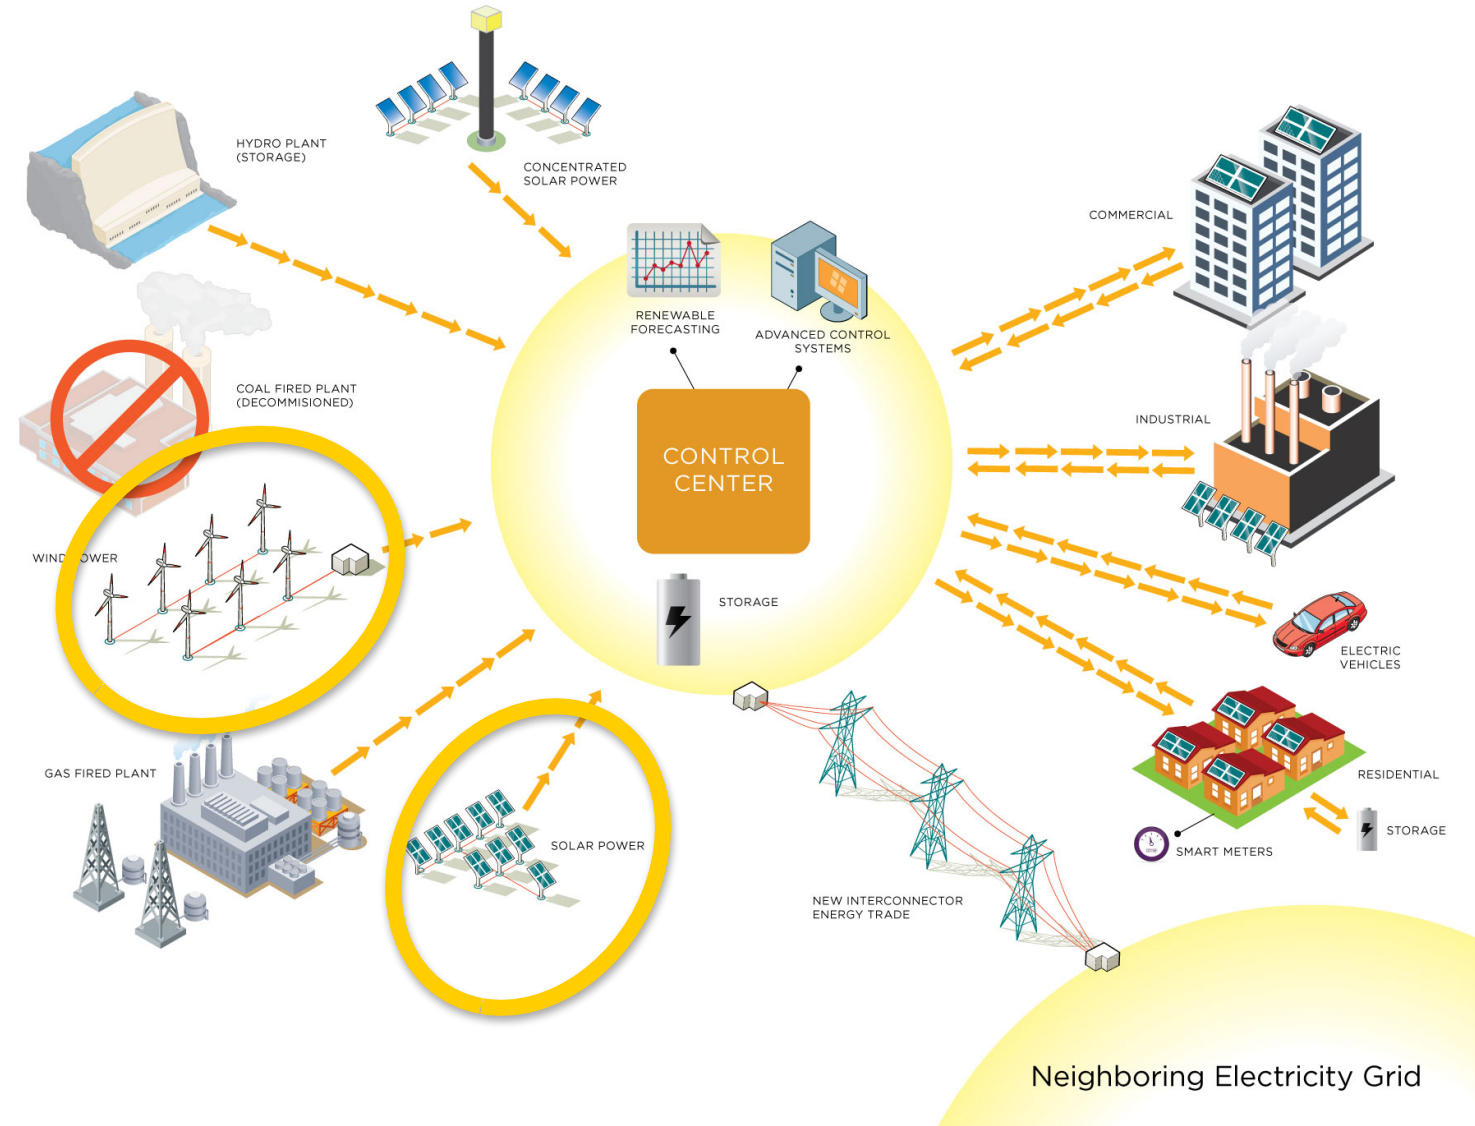 HYDRO PLANT
(STORAGE)
CONCENTRATED
SOLAR POWER
COMMERCIAL
RENEWABLE
FORECASTING
ADVANCED CONTROL
SYSTEMS
COAL FIRED PLANT
(DECOMMISIONED)
INDUSTRIAL
CONTROL
CENTER
WIND POWER
STORAGE
ELECTRIC
VEHICLES
GAS FIRED PLANT
RESIDENTIAL
SOLAR POWER
STORAGE
SMART METERS
NEW INTERCONNECTOR
ENERGY TRADE
Neighboring Electricity Grid